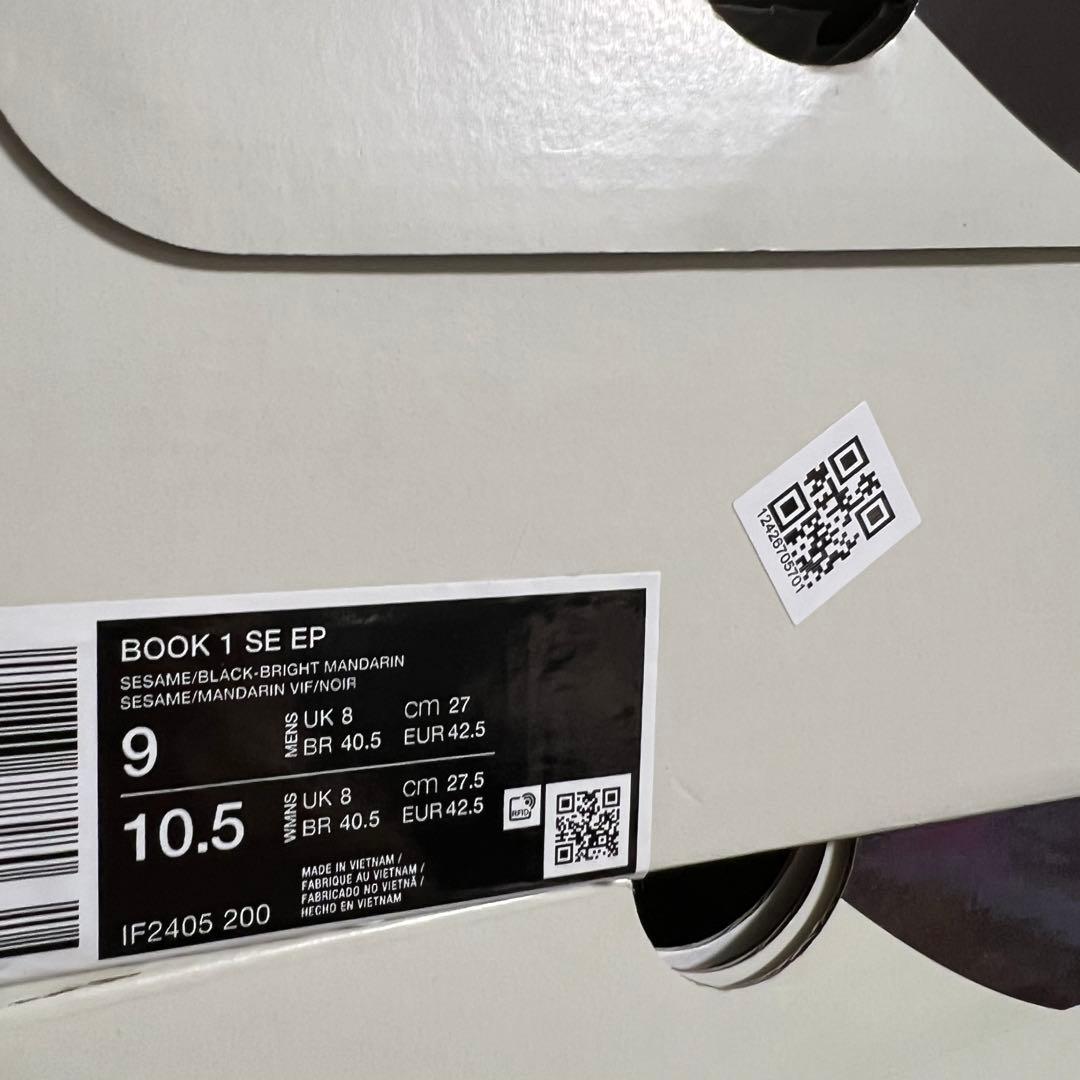 12426705701
BOOK 1 SE EP
SESAME/BLACK-BRIGHT MANDARIN
SESAME/MANDARIN VIF/NOIR
9
MENS
UK 8
cm 27
BR 40.5
EUR 42.5
10.5
WMNS
UK 8
cm 27.5
BR 40.5
EUR 42.5
RFID
MADE IN VIETNAM /
FABRIQUE AU VIETNAM /
FABRICADO NO VIETNÃ /
HECHO EN VIETNAM
IF2405 200